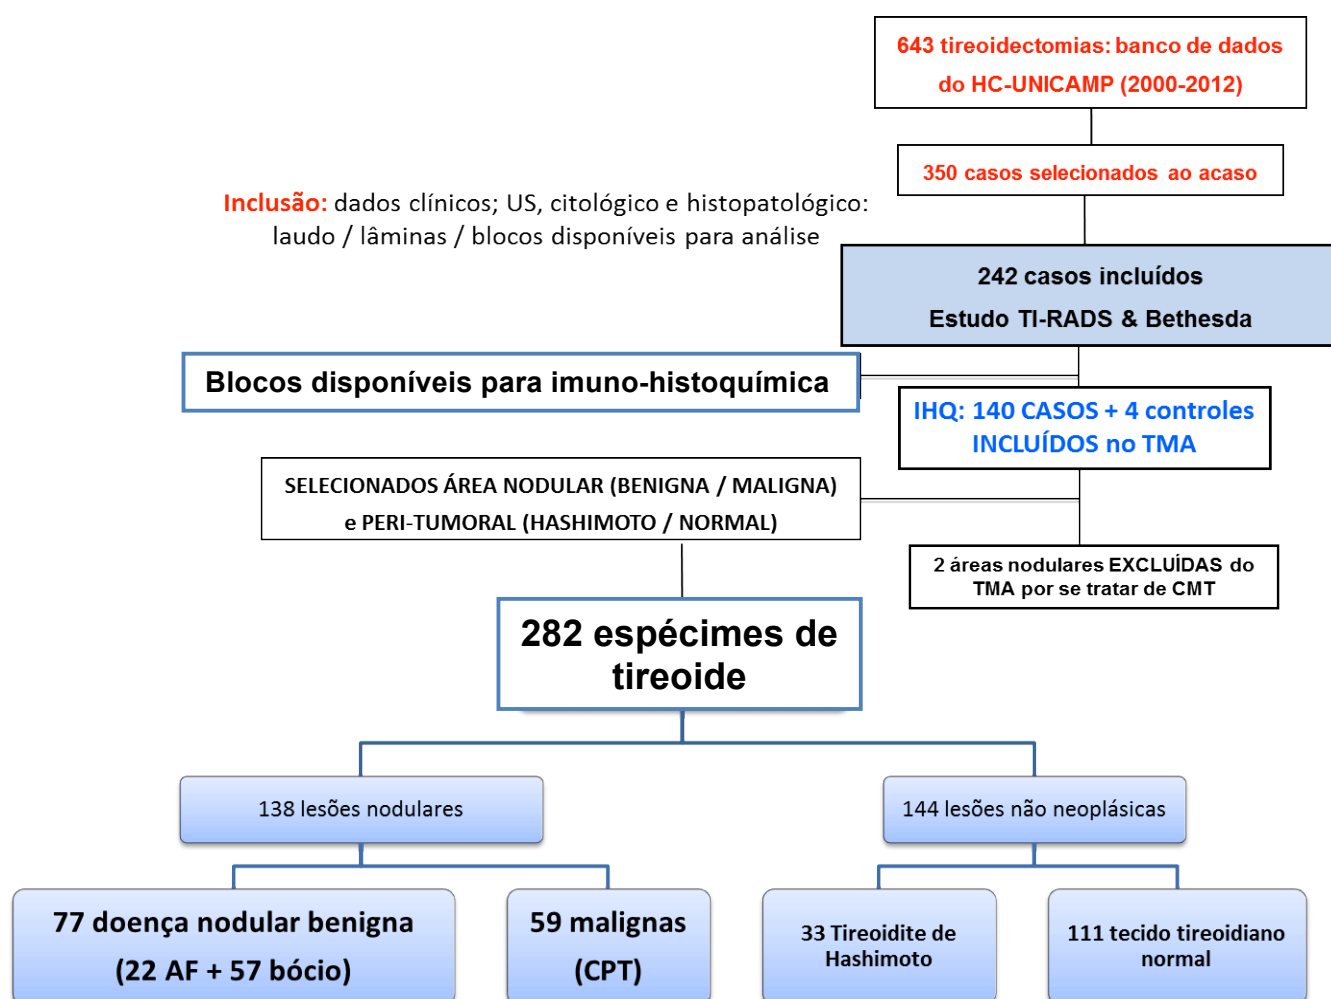 643 tireoidectomias: banco de dados
do HC-UNICAMP (2000-2012)
350 casos selecionados ao acaso
Inclusão: dados clínicos; US, citológico e histopatológico:
laudo / lâminas / blocos disponíveis para análise
242 casos incluídos
Estudo TI-RADS & Bethesda
Blocos disponíveis para imuno-histoquímica
IHQ: 140 CASOS + 4 controles
INCLUÍDOS no TMA
SELECIONADOS ÁREA NODULAR (BENIGNA / MALIGNA)
e PERI-TUMORAL (HASHIMOTO / NORMAL)
2 áreas nodulares EXCLUÍDAS do
TMA por se tratar de CMT
282 espécimes de
tireoide
138 lesões nodulares
144 lesões não neoplásicas
77 doença nodular benigna
(22 AF + 57 bócio)
59 malignas
(CPT)
33 Tireoidite de
Hashimoto
111 tecido tireoidiano
normal